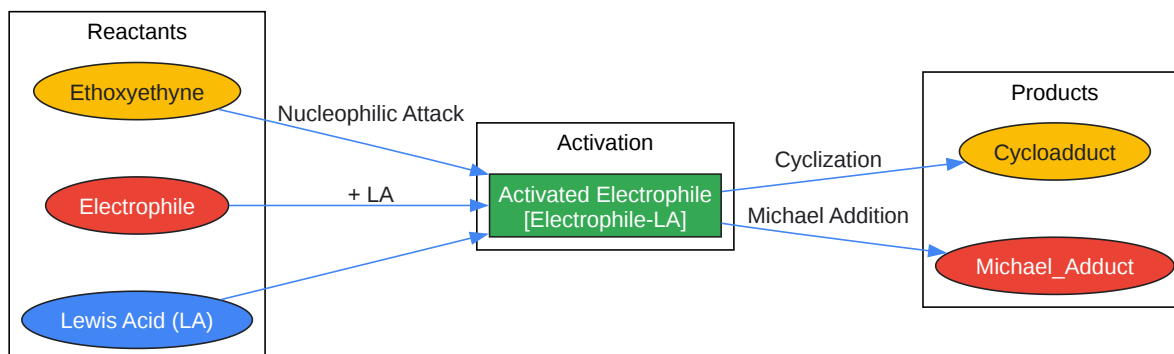 Reactants
Ethoxyethyne
Electrophile
Lewis Acid (LA)
Nucleophilic Attack
+ LA
Activation
Activated Electrophile
[Electrophile-LA]
Cyclization
Michael Addition
Products
Cycloadduct
Michael_Adduct